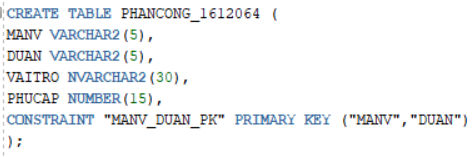 CREATE TABLE PHANCONG_1612064 (
MANV VARCHAR2(5),
DUAN VARCHAR2(5),
VAITRO NVARCHAR2(30),
PHUCAP NUMBER(15),
CONSTRAINT "MANV_DUAN_PK" PRIMARY KEY ("MANV","DUAN")
);